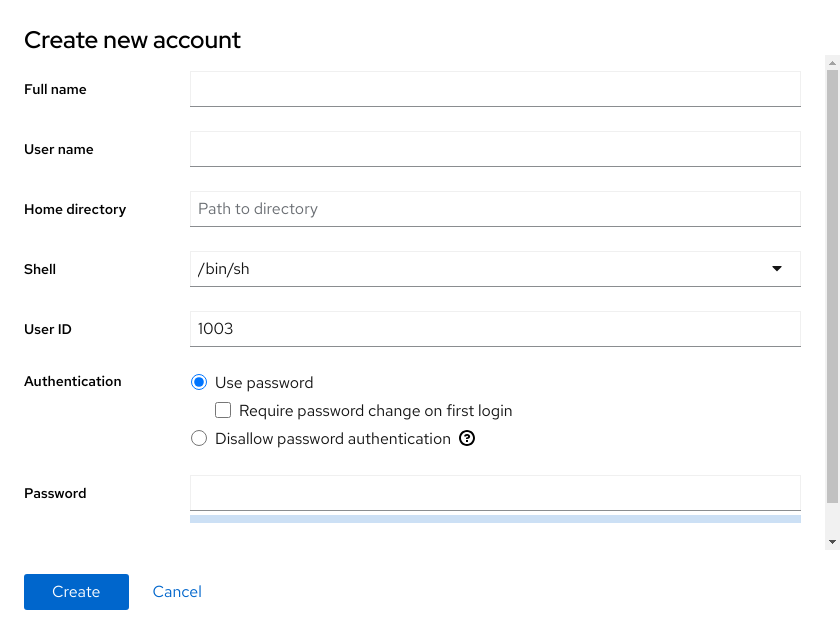 Create new account
Full name
User name
Home directory Path to directory
Shell /bin/sh
User ID 1003
Authentication Use password
Require password change on first login
Disallow password authentication ?
Password
Create Cancel